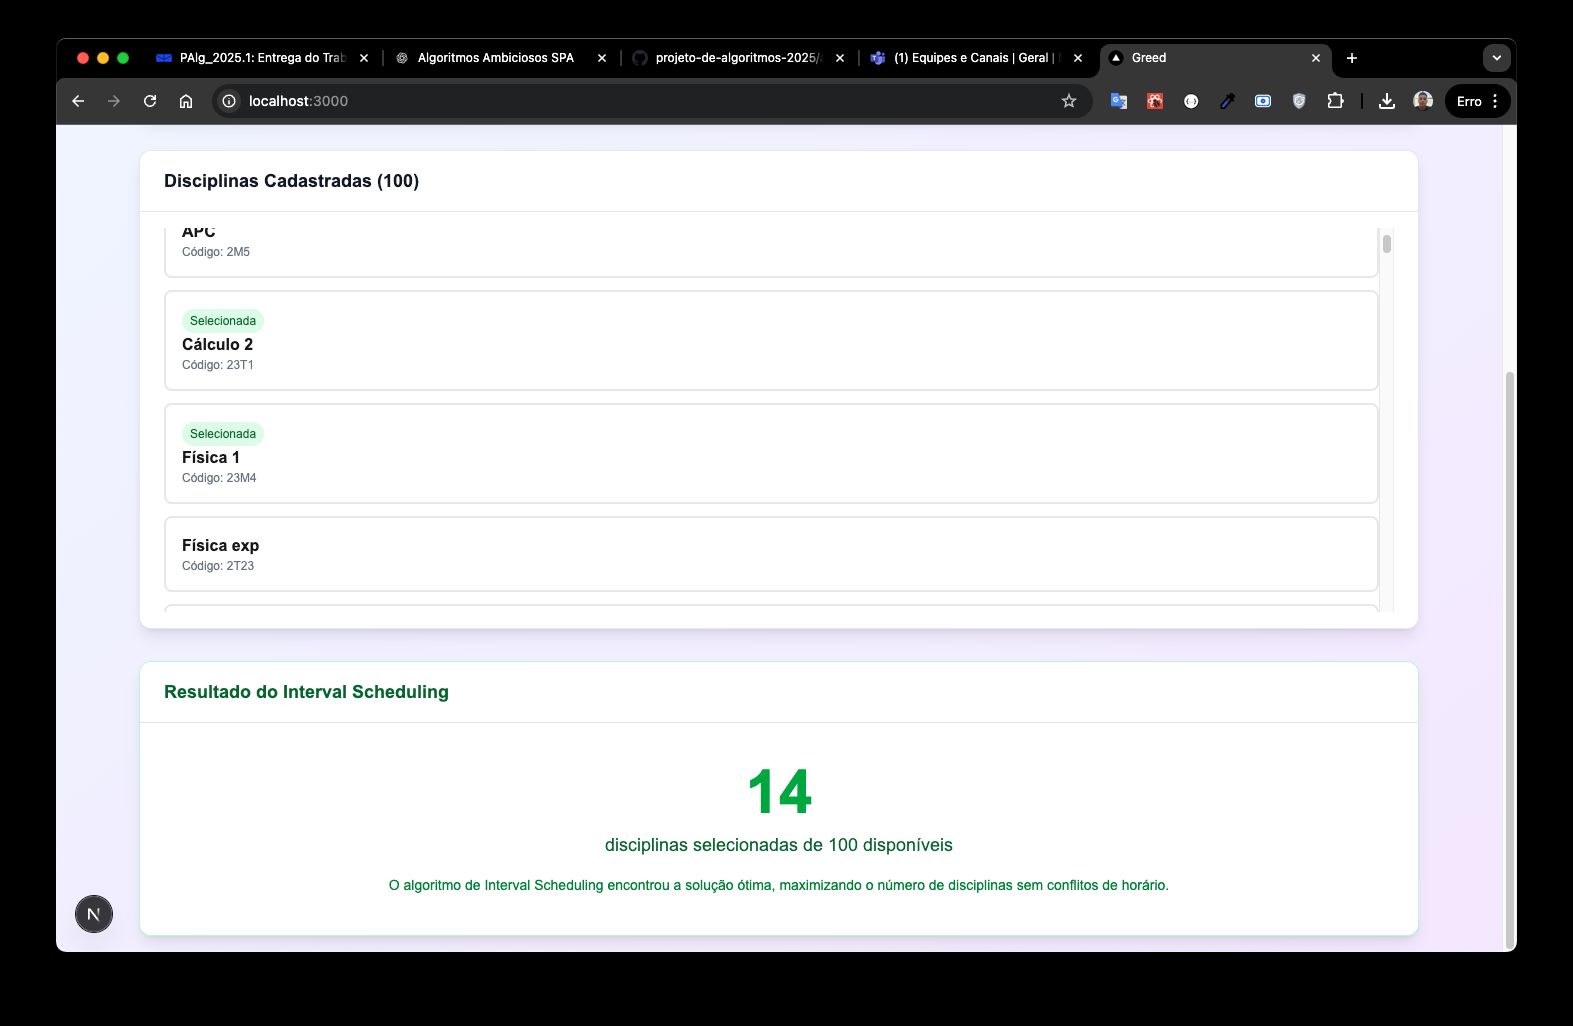 PAlg_2025.1: Entrega do Trab
Algoritmos Ambiciosos SPA
projeto-de-algoritmos-2025/
(1) Equipes e Canais | Geral |
Greed
localhost:3000
Erro
Disciplinas Cadastradas (100)
APC
Código: 2M5
Selecionada
Cálculo 2
Código: 23T1
Selecionada
Física 1
Código: 23M4
Física exp
Código: 2T23
Resultado do Interval Scheduling
14
disciplinas selecionadas de 100 disponíveis
O algoritmo de Interval Scheduling encontrou a solução ótima, maximizando o número de disciplinas sem conflitos de horário.
N